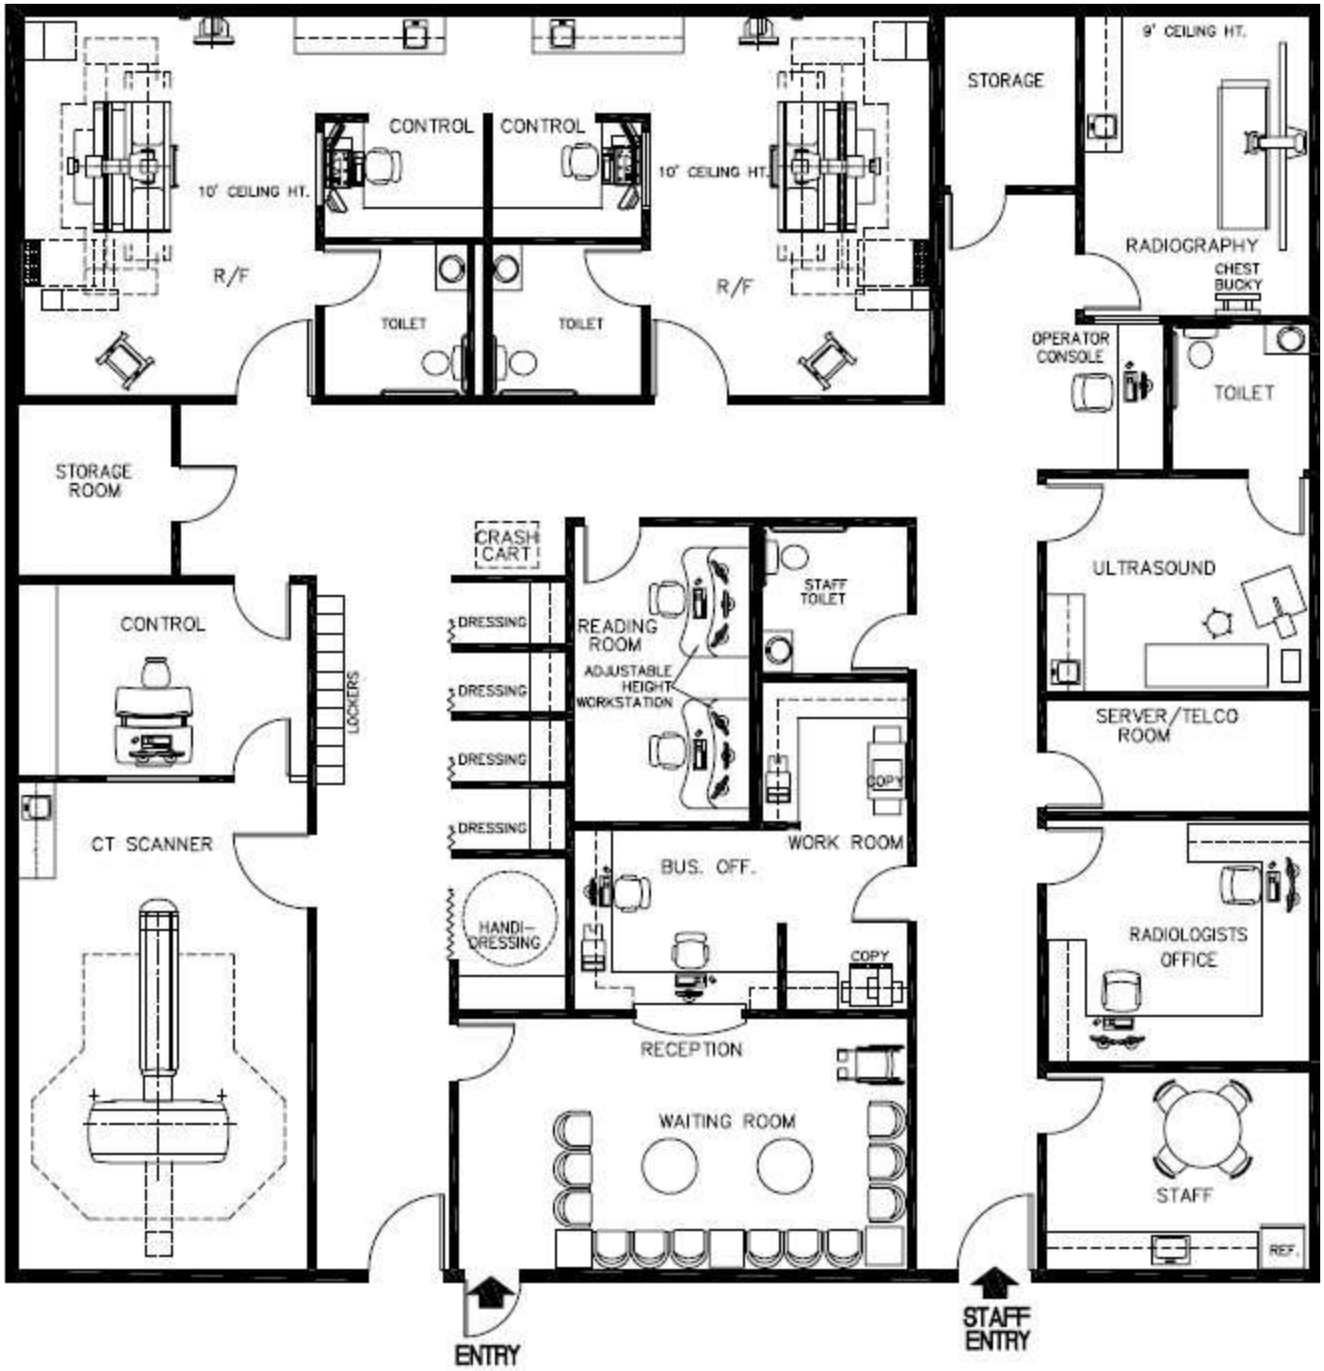 9' CEILING HT.
STORAGE
CONTROL
CONTROL
10' CEILING HT.
10' CEILING HT.
RADIOGRAPHY
CHEST
BUCKY
R/F
R/F
TOILET
TOILET
OPERATOR
CONSOLE
TOILET
STORAGE
ROOM
CRASH
CART
ULTRASOUND
STAFF
TOILET
CONTROL
DRESSING
READING
ROOM
ADJUSTABLE
HEIGHT
WORKSTATION
LOCKERS
DRESSING
SERVER/TELCO
ROOM
DRESSING
COPY
DRESSING
CT SCANNER
WORK ROOM
BUS. OFF.
HANDI-
DRESSING
RADIOLOGISTS
OFFICE
COPY
RECEPTION
WAITING ROOM
STAFF
REF.
ENTRY
STAFF
ENTRY